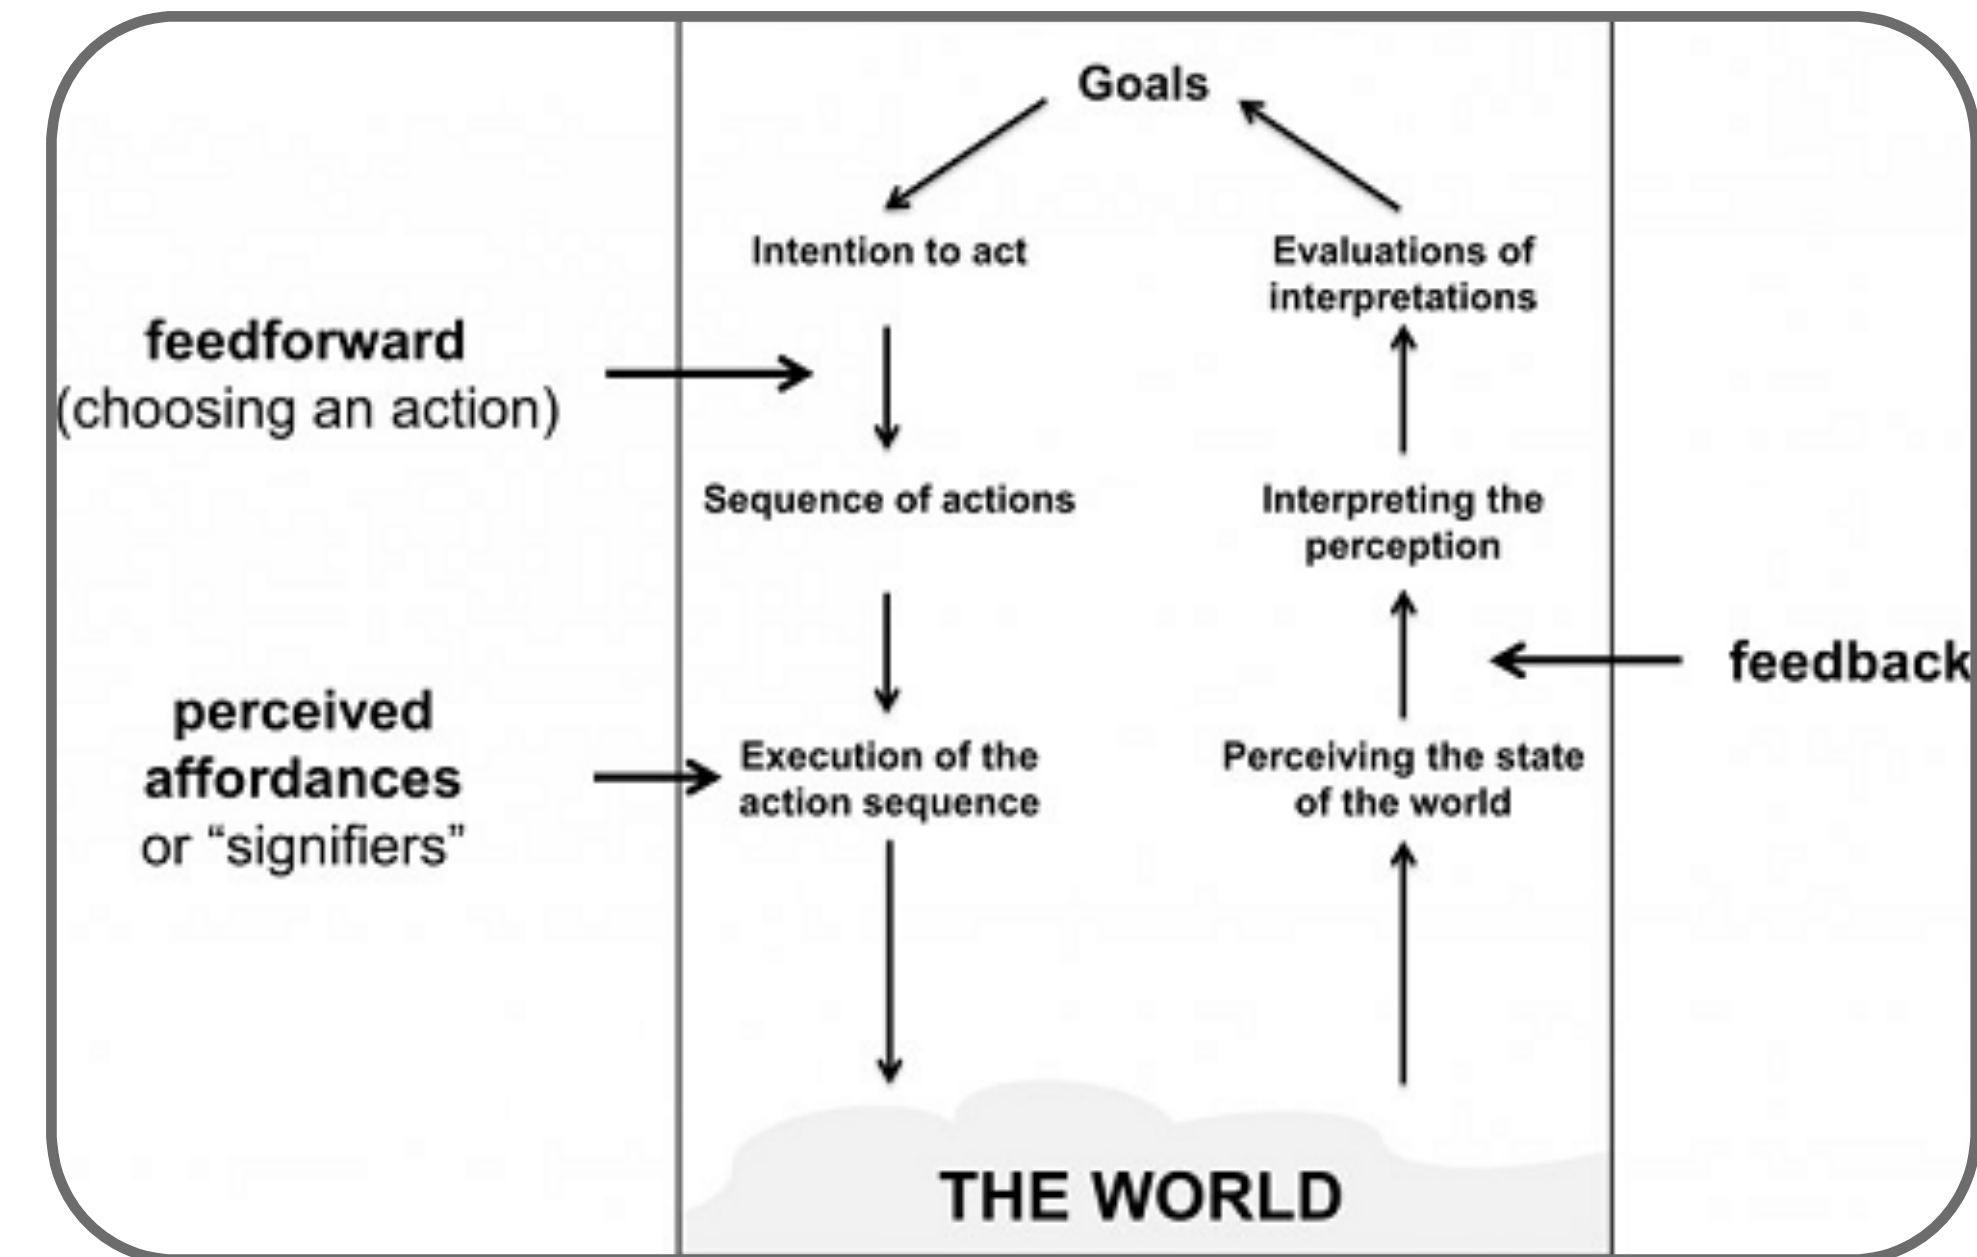 Goals
Intention to act
Evaluations of
interpretations
feedforward
(choosing an action)
Sequence of actions
Interpreting the
perception
feedback
perceived
affordances
or “signifiers”
Execution of the
action sequence
Perceiving the state
of the world
THE WORLD